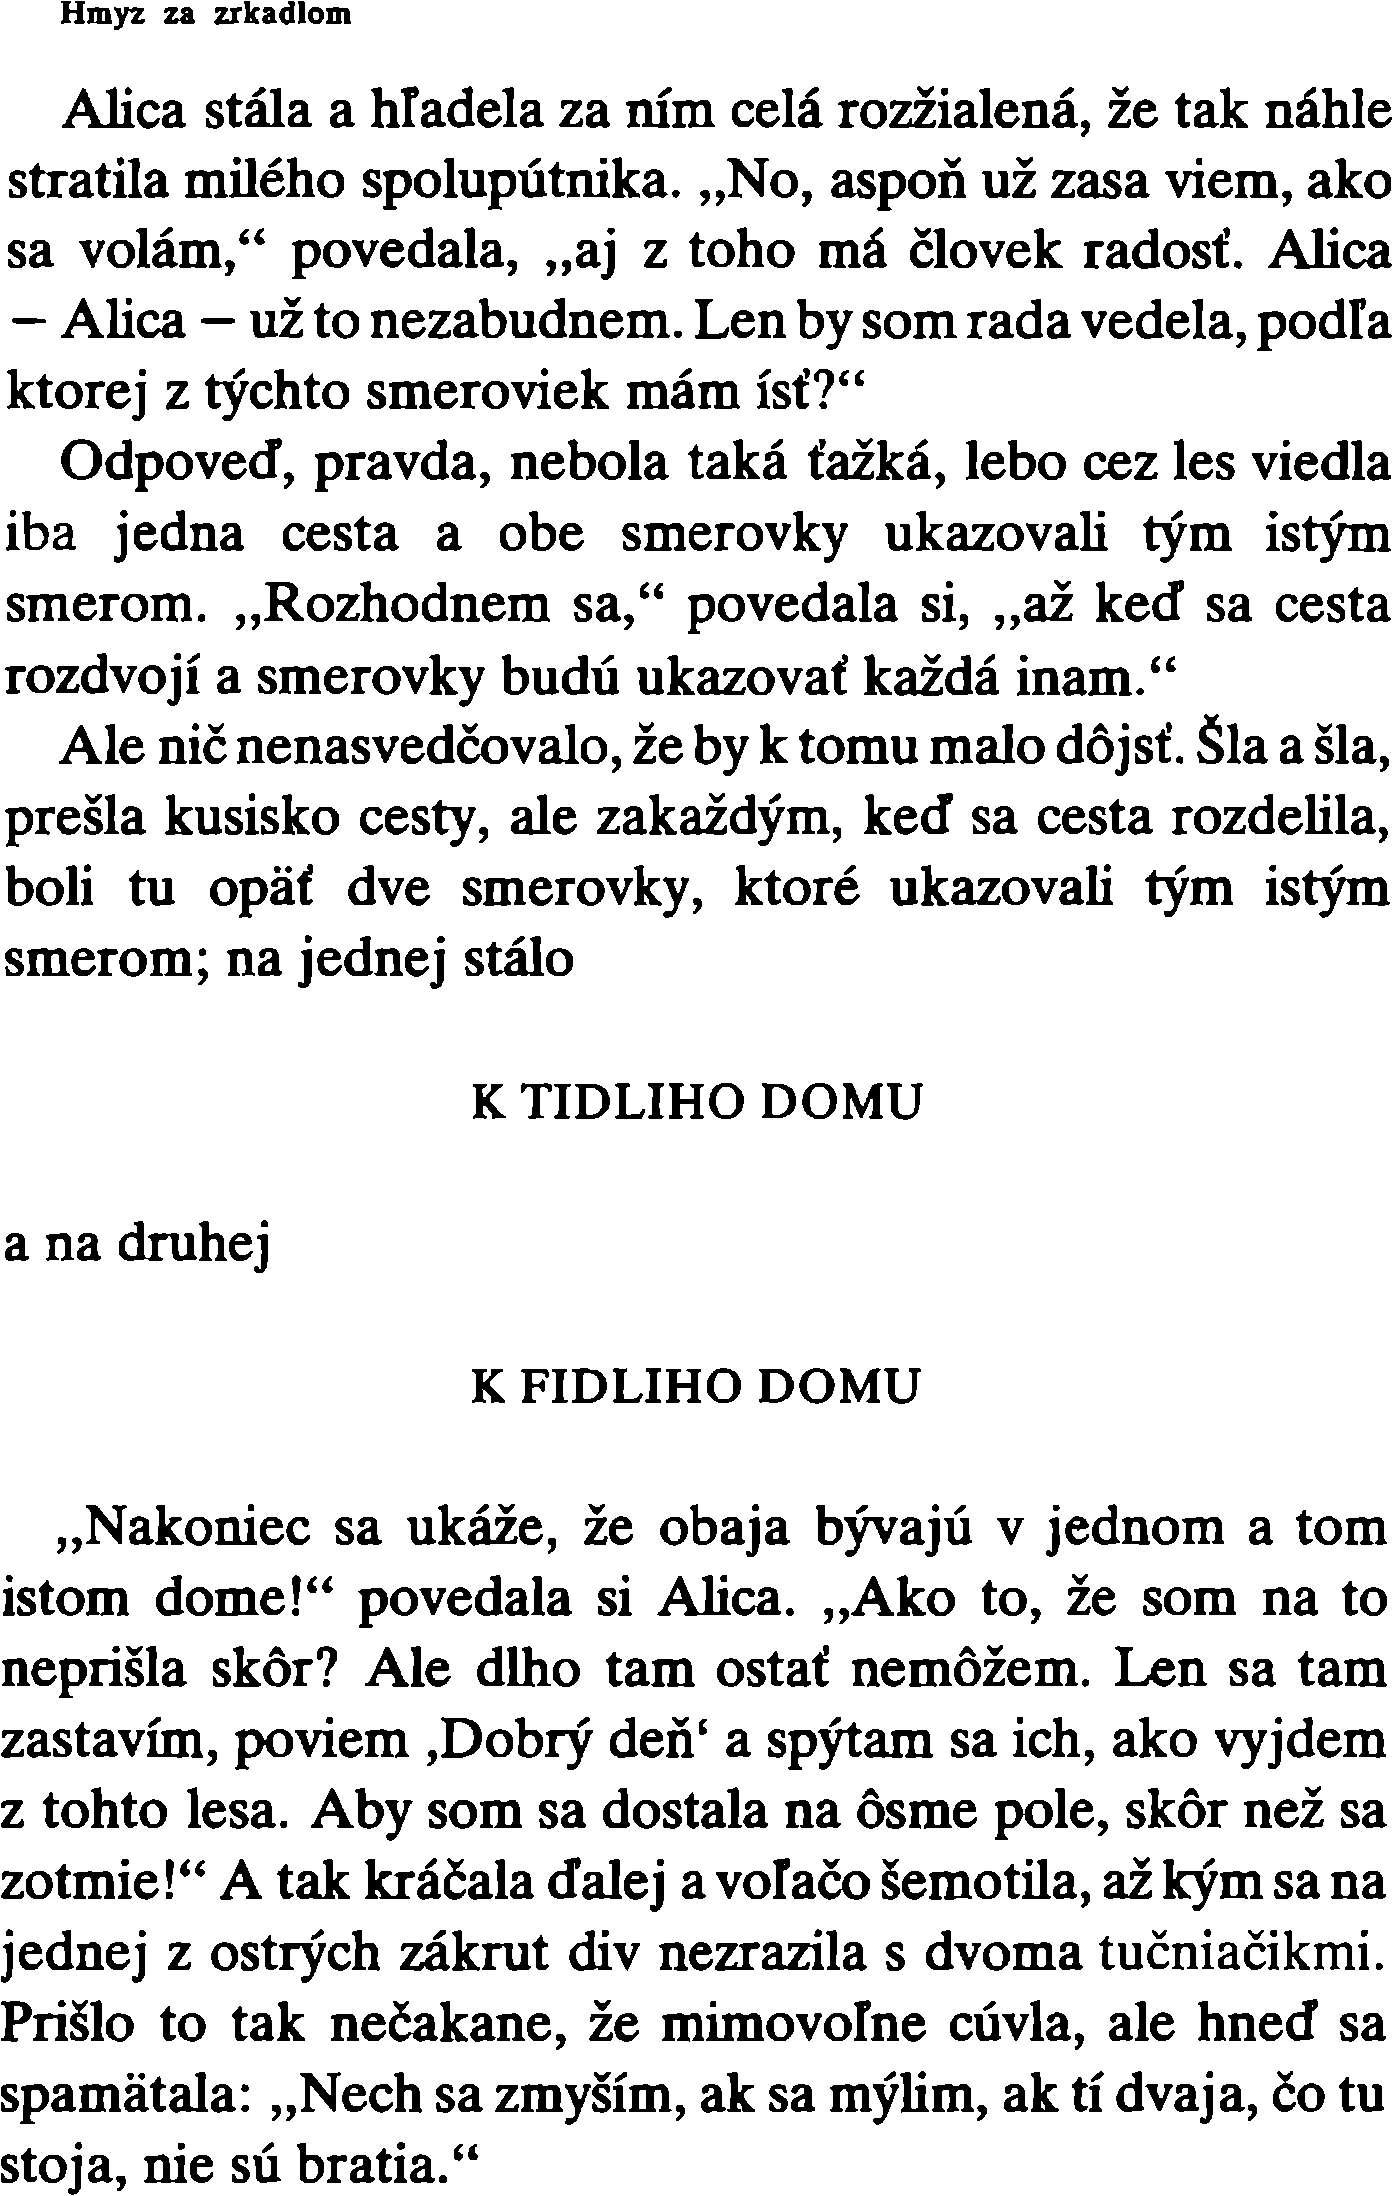 Hmyz za zrkadlom
Alica stála a hľadela za ním celá rozžialená, že tak náhle
stratila milého spolupútnika. „No, aspoň už zasa viem, ako
sa volám,“ povedala, „aj z toho má človek radosť. Alica
– Alica – už to nezabudnem. Len by som rada vedela, podľa
ktorej z týchto smeroviek mám ísť?“
Odpoveď, pravda, nebola taká ťažká, lebo cez les viedla
iba jedna cesta a obe smerovky ukazovali tým istým
smerom. „Rozhodnem sa,“ povedala si, „až keď sa cesta
rozdvojí a smerovky budú ukazovať každá inam.“
Ale nič nenasvedčovalo, že by k tomu malo dôjsť. Šla a šla,
prešla kusisko cesty, ale zakaždým, keď sa cesta rozdelila,
boli tu opäť dve smerovky, ktoré ukazovali tým istým
smerom; na jednej stálo
K TIDLIHO DOMU
a na druhej
K FIDLIHO DOMU
„Nakoniec sa ukáže, že obaja bývajú v jednom a tom
istom dome!“ povedala si Alica. „Ako to, že som na to
neprišla skôr? Ale dlho tam ostať nemôžem. Len sa tam
zastavím, poviem ‚Dobrý deň‘ a spýtam sa ich, ako vyjdem
z tohto lesa. Aby som sa dostala na ôsme pole, skôr než sa
zotmie!“ A tak kráčala ďalej a voľačo šemotila, až kým sa na
jednej z ostrých zákrut div nezrazila s dvoma tučniačikmi.
Prišlo to tak nečakane, že mimovoľne cúvla, ale hneď sa
spamätala: „Nech sa zmyším, ak sa mýlim, ak tí dvaja, čo tu
stoja, nie sú bratia.“